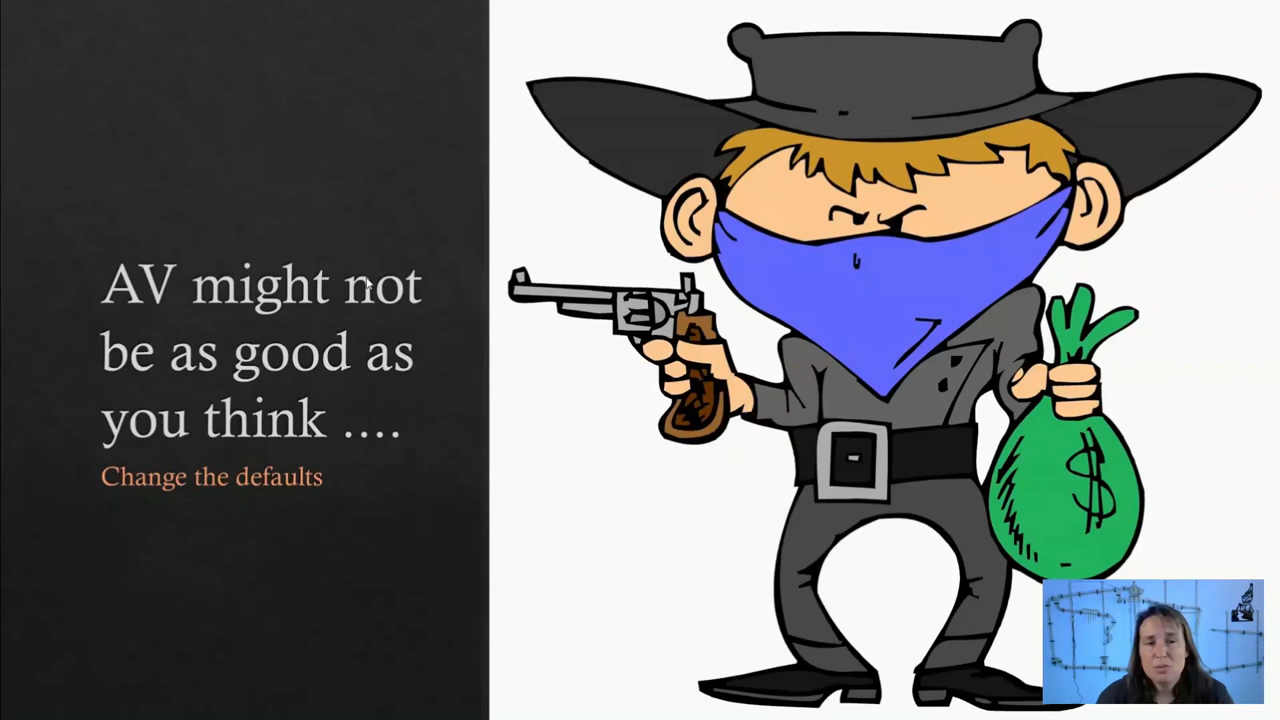 AV might not
be as good as
you think ....
Change the defaults
$